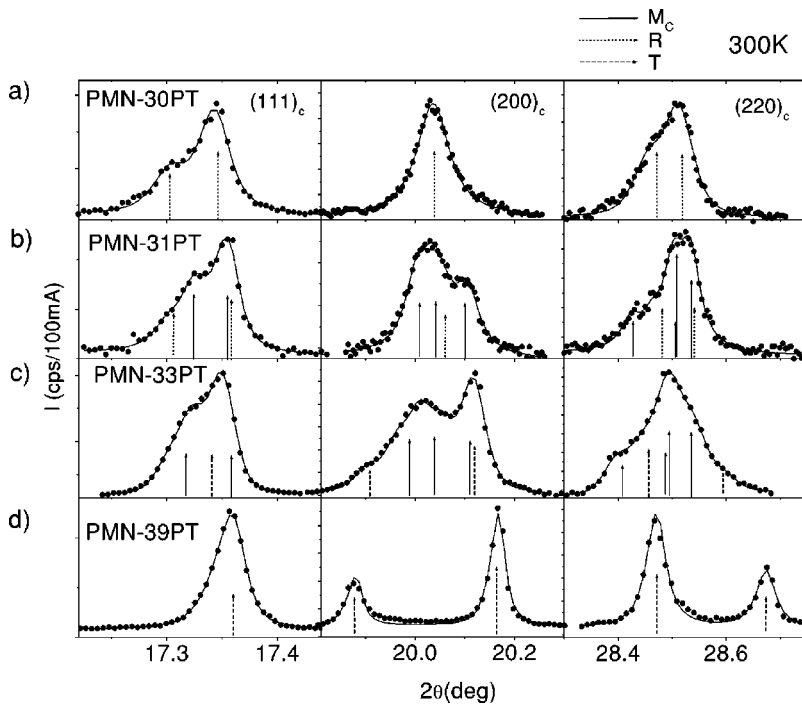 M_C
R
T
300K
a)
PMN-30PT
(111)_c
(200)_c
(220)_c
b)
PMN-31PT
c)
PMN-33PT
d)
PMN-39PT
I (cps/100mA)
17.3
17.4
20.0
20.2
28.4
28.6
2θ(deg)